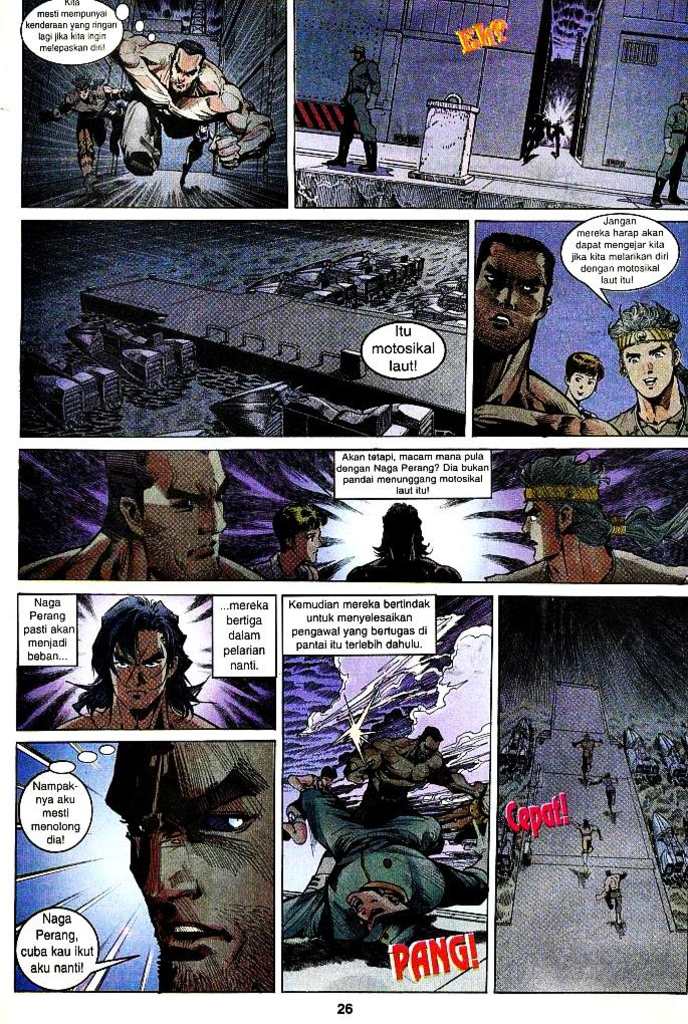 Kita
mesti mempunyai
kenderaan yang ringan
lagi jika ingin
melepaskan diri!
Eh?
Itu
motosikal
laut!
Jangan
mereka harap akan
dapat mengejar kita
jika kita melarikan diri
dengan motosikal
laut itu!
Akan tetapi, macam mana pula
dengan Naga Perang? Dia bukan
pandai menunggang motosikal
laut itu!
Naga
Perang
pasti akan
menjadi
beban...
...mereka
bertiga
dalam
pelarian
nanti.
Nampak-
nya aku
mesti
menolong
dia!
Naga
Perang,
cuba kau ikut
aku nanti!
Kemudian mereka bertindak
untuk menyelesaikan
pengawal yang bertugas di
pantai itu terlebih dahulu.
PANG!
Cepat!
26